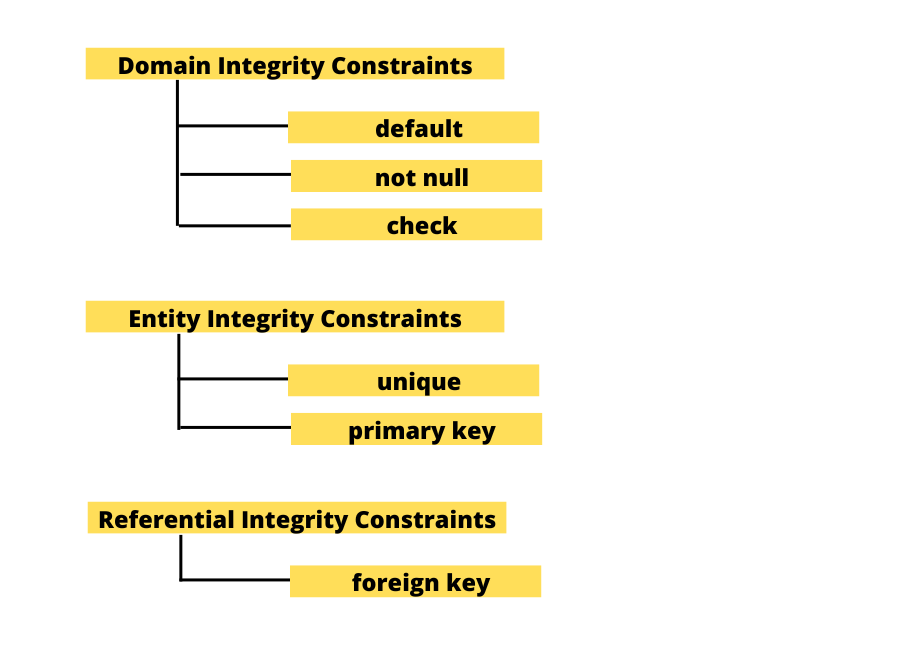 Domain Integrity Constraints
default
not null
check
Entity Integrity Constraints
unique
primary key
Referential Integrity Constraints
foreign key